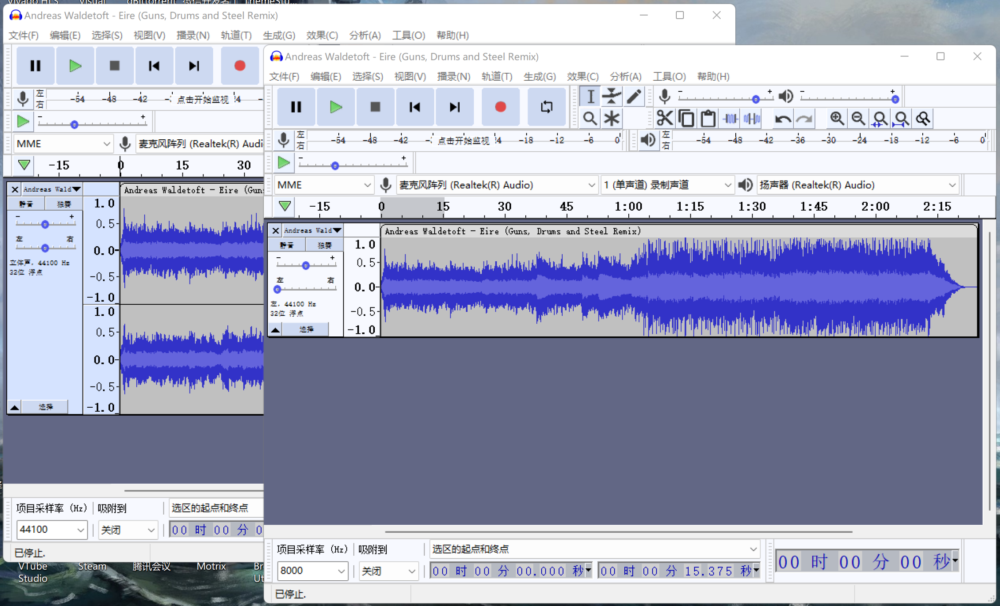 Andreas Waldetoft - Eire (Guns, Drums and Steel Remix)
文件(F) 编辑(E) 选择(S) 视图(V) 播录(N) 轨道(T) 生成(G) 效果(C) 分析(A) 工具(O) 帮助(H)
左
右
-54 -48 -42 点击开始监视
- +
MME
麦克风阵列 (Realtek(R) Audi
-15 0 15 30
Andreas Wald
Andreas Waldetoft - Eire (Gun
静音 独奏
- +
左 右
立体声, 44100 Hz
32位 浮点
选择
1.0
0.5
0.0
-0.5
-1.0
1.0
0.5
0.0
-0.5
-1.0
项目采样率 (Hz) 吸附到 选区的起点和终点
44100 关闭 00 时 00 分 0
已停止.
VTube
Studio
Steam
腾讯会议
Motrix
Andreas Waldetoft - Eire (Guns, Drums and Steel Remix)
文件(F) 编辑(E) 选择(S) 视图(V) 播录(N) 轨道(T) 生成(G) 效果(C) 分析(A) 工具(O) 帮助(H)
- + - +
左
右
-54 -48 -42 点击开始监视 -18 -12 -6 0
左
右
-54 -48 -42 -36 -30 -24 -18 -12 -6 0
- +
MME 麦克风阵列 (Realtek(R) Audio) 1 (单声道) 录制声道 扬声器 (Realtek(R) Audio)
-15 0 15 30 45 1:00 1:15 1:30 1:45 2:00 2:15
Andreas Wald
Andreas Waldetoft - Eire (Guns, Drums and Steel Remix)
静音 独奏
- +
左 右
左, 44100 Hz
32位 浮点
选择
1.0
0.5
0.0
-0.5
-1.0
项目采样率 (Hz) 吸附到 选区的起点和终点
8000 关闭 00 时 00 分 00.000 秒 00 时 00 分 15.375 秒
00 时 00 分 00 秒
已停止.